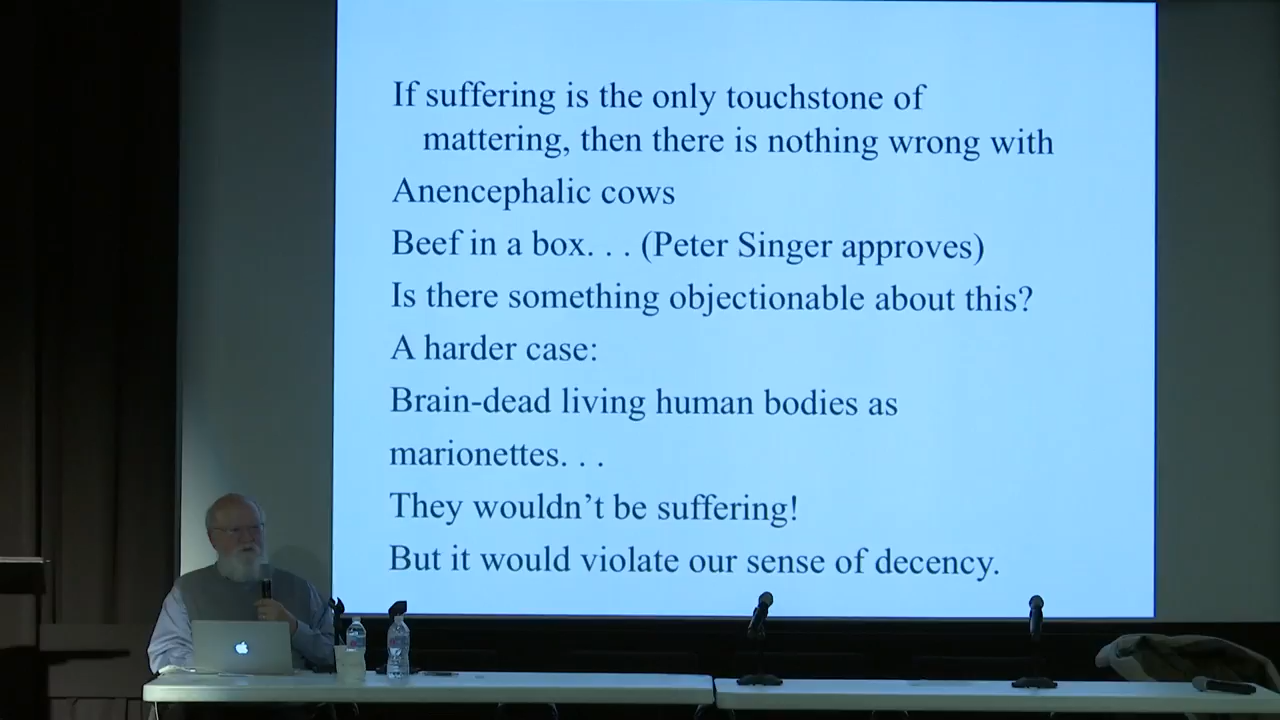 If suffering is the only touchstone of
mattering, then there is nothing wrong with
Anencephalic cows
Beef in a box. . . (Peter Singer approves)
Is there something objectionable about this?
A harder case:
Brain-dead living human bodies as
marionettes. . .
They wouldn’t be suffering!
But it would violate our sense of decency.